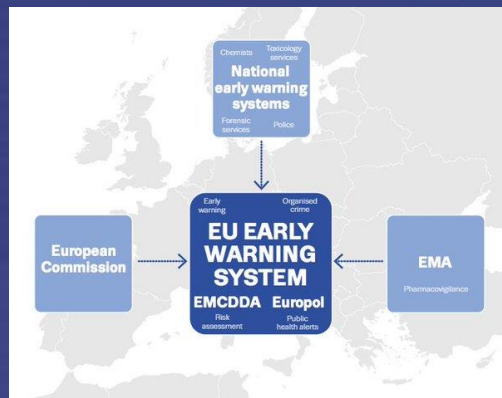 Chemists Toxicology
services
National
early warning
systems
Forensic
services Police
Early
warning Organised
crime
EU EARLY
WARNING
SYSTEM
EMCDDA Europol
Risk
assessment Public
health alerts
European
Commission
EMA
Pharmacovigilance